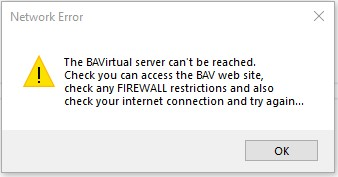 Network Error
The BAVirtual server can't be reached.
Check you can access the BAV web site,
check any FIREWALL restrictions and also
check your internet connection and try again...
OK